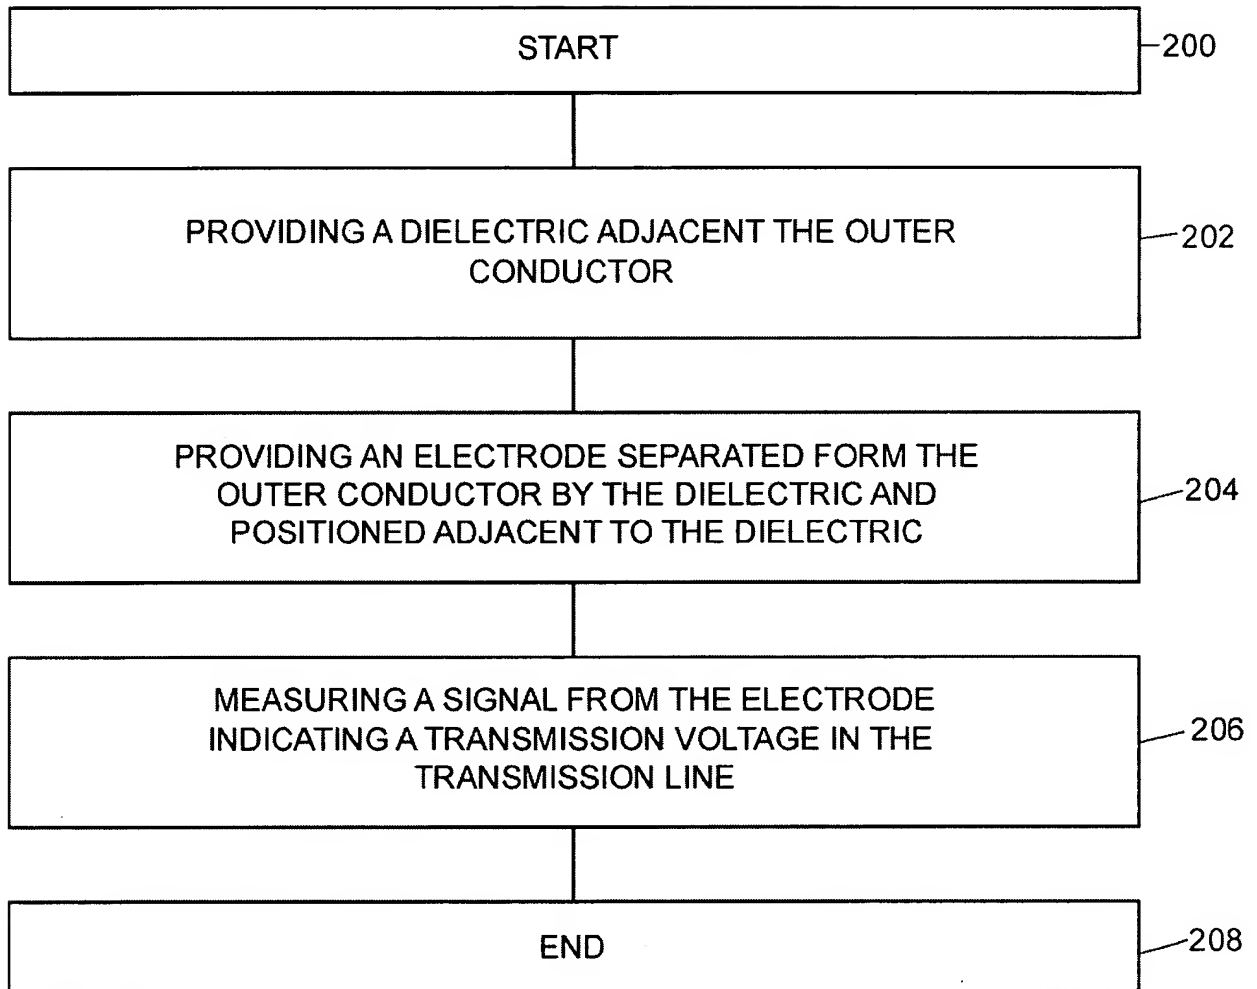 START
200
PROVIDING A DIELECTRIC ADJACENT THE OUTER
CONDUCTOR
202
PROVIDING AN ELECTRODE SEPARATED FORM THE
OUTER CONDUCTOR BY THE DIELECTRIC AND
POSITIONED ADJACENT TO THE DIELECTRIC
204
MEASURING A SIGNAL FROM THE ELECTRODE
INDICATING A TRANSMISSION VOLTAGE IN THE
TRANSMISSION LINE
206
END
208